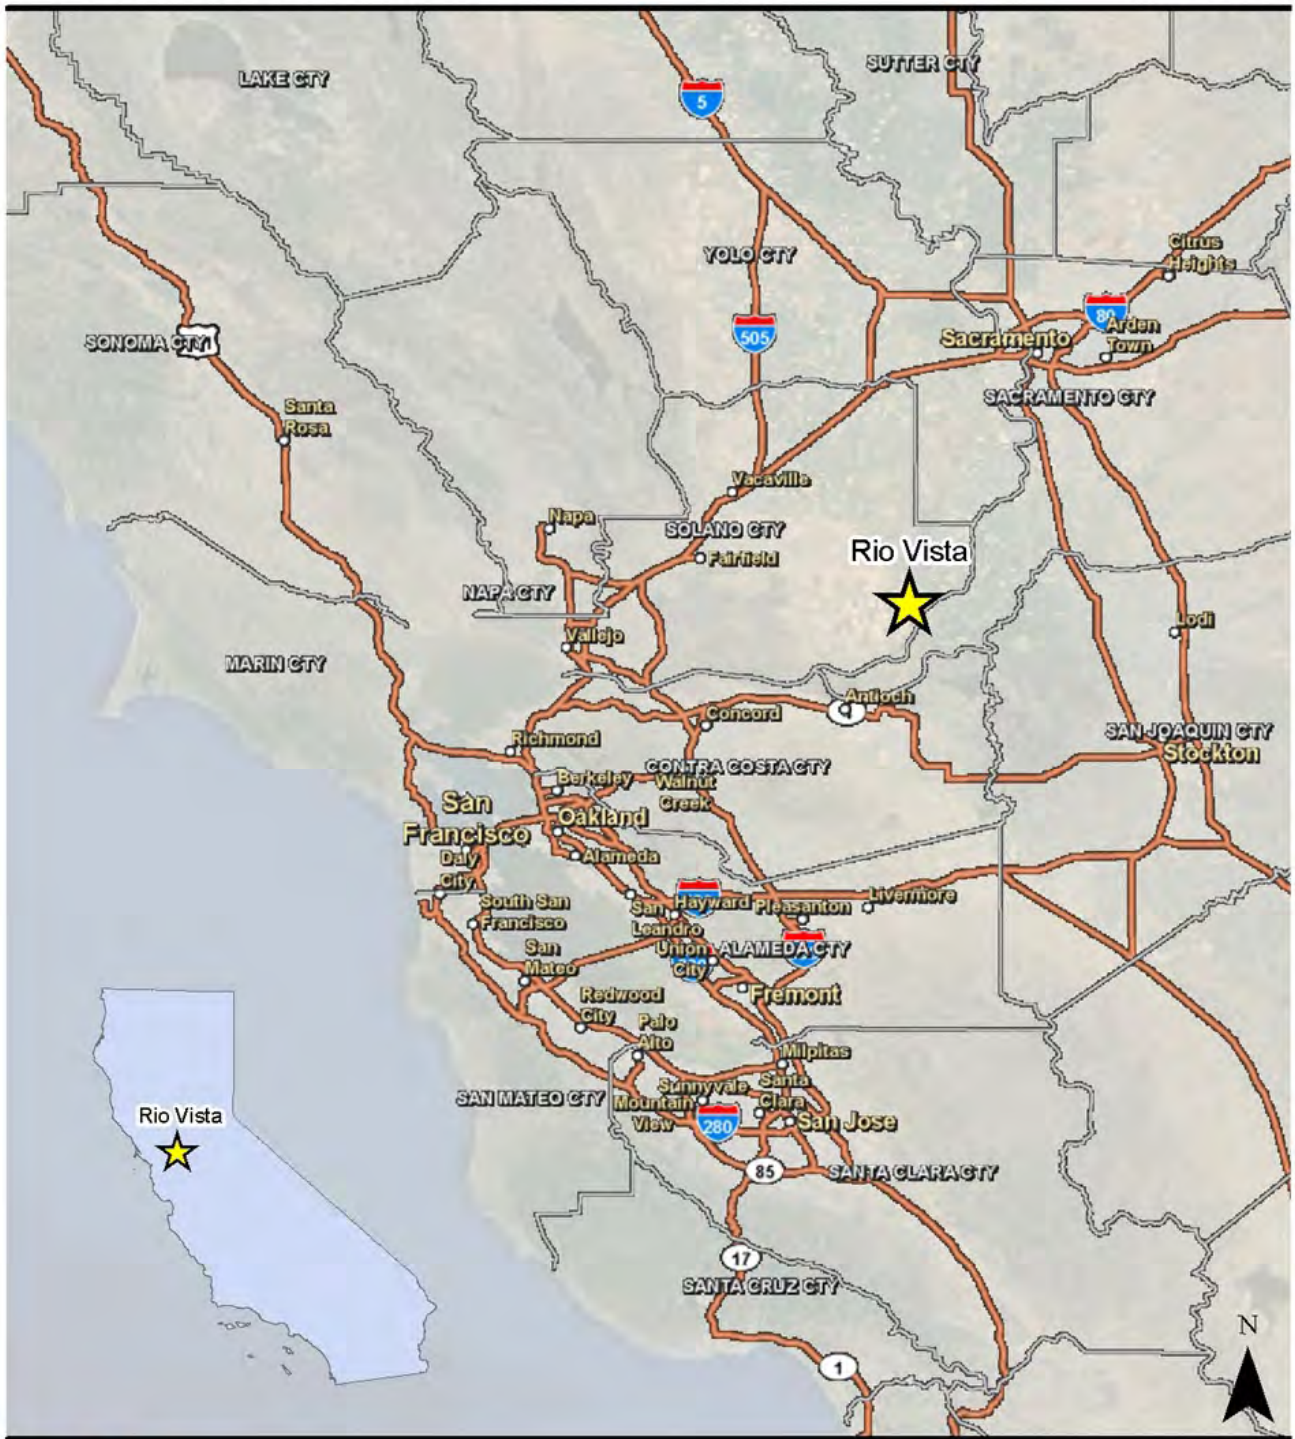 SUTTER CTY
LAKE CTY
5
Citrus
Heights
YOLO CTY
80
505
Arden
Town
SONOMA CTY
Sacramento
SACRAMENTO CTY
Santa
Rosa
Vacaville
Napa
SOLANO CTY
Rio Vista
Fairfield
NAPA CTY
Lodi
Vallejo
MARIN CTY
Antioch
4
Concord
SAN JOAQUIN CTY
Stockton
Richmond
CONTRA COSTA CTY
Berkeley
Walnut
Creek
San
Francisco
Oakland
Daly
City
Alameda
Livermore
South San
Francisco
San
Leandro
Hayward
Pleasanton
San
Mateo
Union
City
ALAMEDA CTY
Redwood
City
Fremont
Palo
Alto
Milpitas
SAN MATEO CTY
Sunnyvale
Santa
Clara
Mountain
View
280
San Jose
Rio Vista
85
SANTA CLARA CTY
17
SANTA CRUZ CTY
N
1